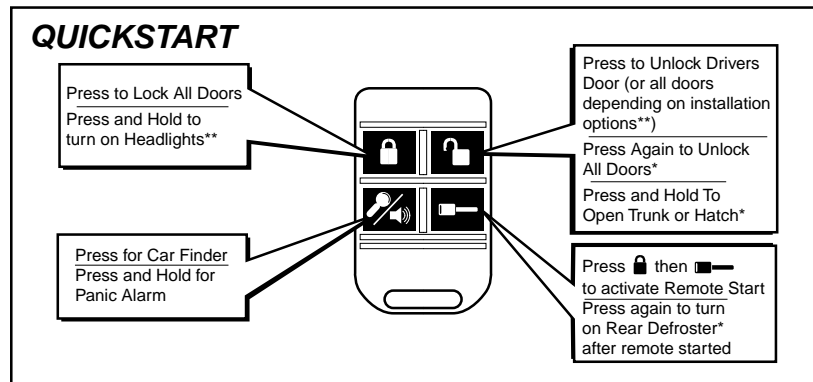 QUICKSTART
Press to Lock All Doors
Press and Hold to
turn on Headlights**
Press for Car Finder
Press and Hold for
Panic Alarm
Press to Unlock Drivers
Door (or all doors
depending on installation
options**)
Press Again to Unlock
All Doors*
Press and Hold To
Open Trunk or Hatch*
Press then
to activate Remote Start
Press again to turn
on Rear Defroster*
after remote started